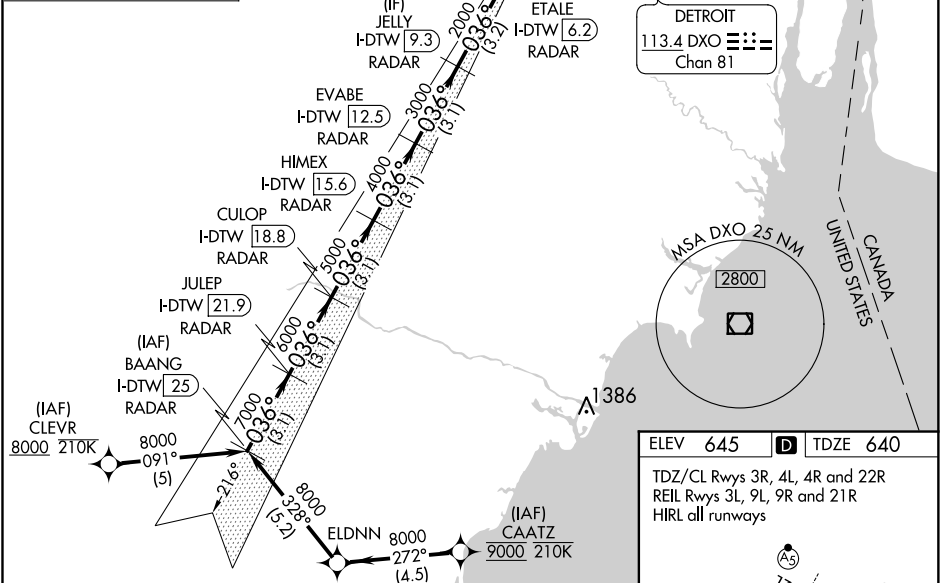 (IF)
JELLY
I-DTW 9.3
RADAR
2000
036°
(3.2)
ETALE
I-DTW 6.2
RADAR
DETROIT
113.4 DXO
Chan 81
EVABE
I-DTW 12.5
RADAR
3000
036°
(3.1)
HIMEX
I-DTW 15.6
RADAR
4000
036°
(3.1)
CULOP
I-DTW 18.8
RADAR
5000
036°
(3.1)
JULEP
I-DTW 21.9
RADAR
6000
036°
(3.1)
(IAF)
BAANG
I-DTW 25
RADAR
7000
036°
(3.1)
(IAF)
CLEVR
8000 210K
8000
091°
(5)
216°
8000
328°
(5.2)
ELDNN
8000
272°
(4.5)
(IAF)
CAATZ
9000 210K
1386
MSA DXO 25 NM
2800
CANADA
UNITED STATES
ELEV 645 D TDZE 640
TDZ/CL Rwys 3R, 4L, 4R and 22R
REIL Rwys 3L, 9L, 9R and 21R
HIRL all runways
A5